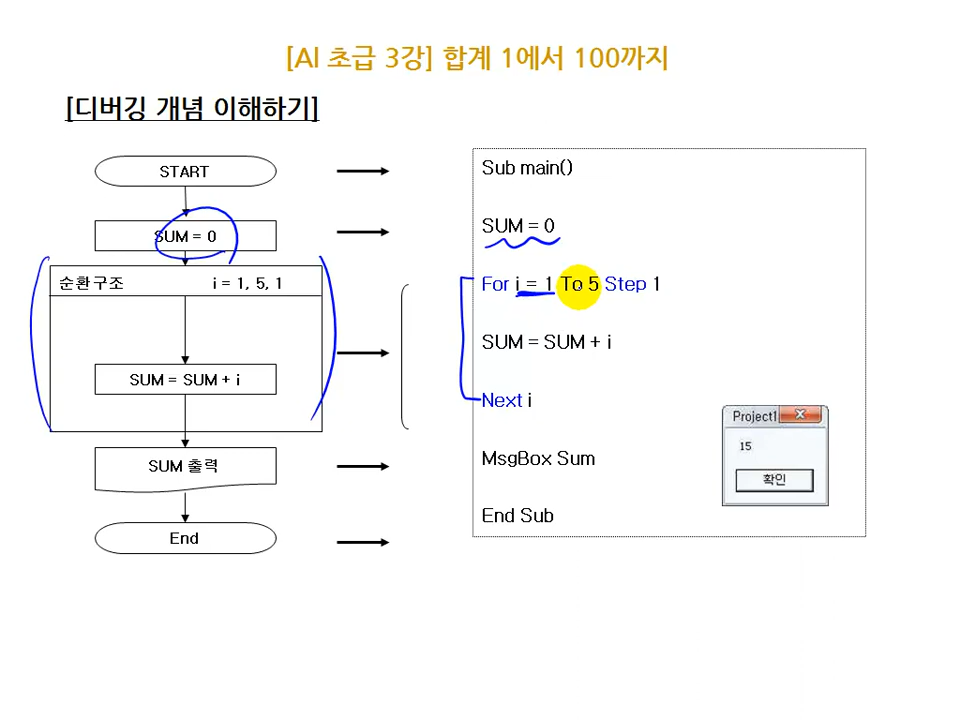 [AI 초급 3강] 합계 1에서 100까지
[디버깅 개념 이해하기]
START
SUM = 0
순환구조 i = 1, 5, 1
SUM = SUM + i
SUM 출력
End
Sub main()
SUM = 0
For i = 1 To 5 Step 1
SUM = SUM + i
Next i
MsgBox Sum
End Sub
Project1
15
확인